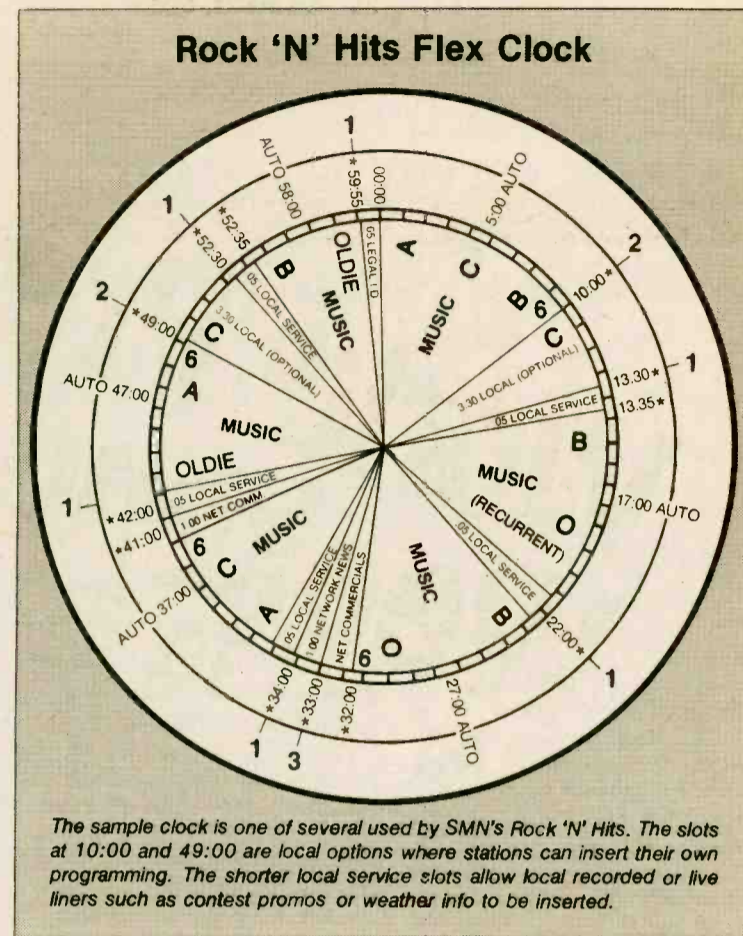 Rock 'N' Hits Flex Clock
1
* 59:55
00:00
05 LEGAL I D
A
C
B
6
MUSIC
5:00 AUTO
2
10:00*
C
3.30 LOCAL (OPTIONAL)
1
13.30*
05 LOCAL SERVICE
13.35*
B
MUSIC
(RECURRENT)
O
17:00 AUTO
.05 LOCAL SERVICE
22:00*
1
B
MUSIC
O
6
27:00 AUTO
*32:00
NET COMMERCIALS
*33:00
3
1:00 NETWORK NEWS
*34:00
1
05 LOCAL SERVICE
A
C
6
MUSIC
AUTO 37:00
*41:00
1:00 NET COMM
*42:00
1
05 LOCAL SERVICE
OLDIE
MUSIC
A
6
AUTO 47:00
*49:00
2
C
3.30 LOCAL (OPTIONAL)
*52:30
1
*52:35
05 LOCAL SERVICE
B
OLDIE
MUSIC
AUTO 58:00
The sample clock is one of several used by SMN's Rock 'N' Hits. The slots
at 10:00 and 49:00 are local options where stations can insert their own
programming. The shorter local service slots allow local recorded or live
liners such as contest promos or weather info to be inserted.